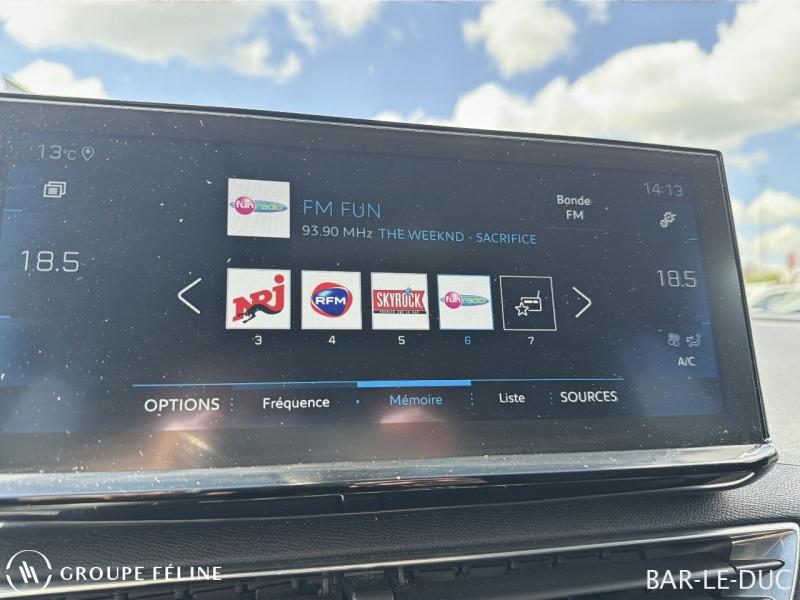 13°C
14:13
FM FUN
93.90 MHz THE WEEKND - SACRIFICE
fun radio
Bande
FM
18.5
18.5
NRJ
RFM
SKYROCK
fun radio
3
4
5
6
7
A/C
OPTIONS
Fréquence
Mémoire
Liste
SOURCES
GROUPE FÉLINE
BAR-LE-DUC